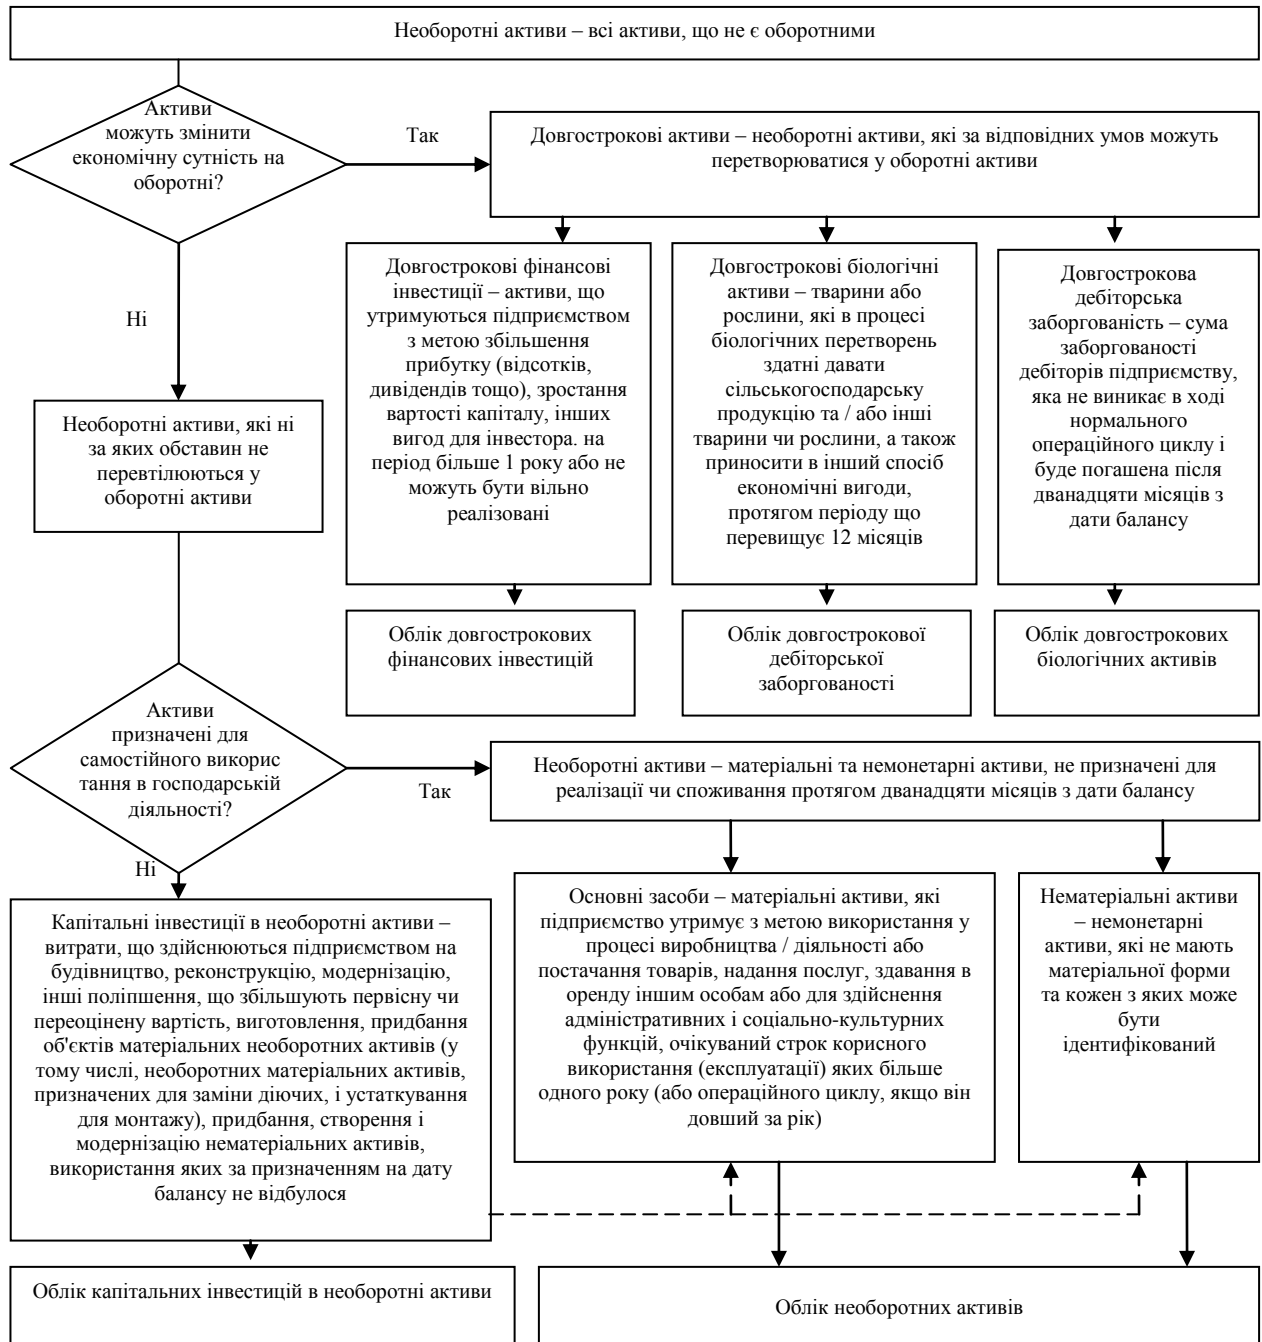 Необоротні активи – всі активи, що не є оборотними
Активи
можуть змінити
економічну сутність на
оборотні?
Так
Довгострокові активи – необоротні активи, які за відповідних умов можуть
перетворюватися у оборотні активи
Ні
Довгострокові фінансові
інвестиції – активи, що
утримуються підприємством
з метою збільшення
прибутку (відсотків,
дивідендів тощо), зростання
вартості капіталу, інших
вигод для інвестора. на
період більше 1 року або не
можуть бути вільно
реалізовані
Довгострокові біологічні
активи – тварини або
рослини, які в процесі
біологічних перетворень
здатні давати
сільськогосподарську
продукцію та / або інші
тварини чи рослини, а також
приносити в інший спосіб
економічні вигоди,
протягом періоду що
перевищує 12 місяців
Довгострокова
дебіторська
заборгованість – сума
заборгованості
дебіторів підприємству,
яка не виникає в ході
нормального
операційного циклу і
буде погашена після
дванадцяти місяців з
дати балансу
Необоротні активи, які ні
за яких обставин не
перевтілюються у
оборотні активи
Облік довгострокових
фінансових інвестицій
Облік довгострокової
дебіторської
заборгованості
Облік довгострокових
біологічних активів
Активи
призначені для
самостійного викорис
тання в господарській
діяльності?
Так
Необоротні активи – матеріальні та немонетарні активи, не призначені для
реалізації чи споживання протягом дванадцяти місяців з дати балансу
Ні
Капітальні інвестиції в необоротні активи –
витрати, що здійснюються підприємством на
будівництво, реконструкцію, модернізацію,
інші поліпшення, що збільшують первісну чи
переоцінену вартість, виготовлення, придбання
об'єктів матеріальних необоротних активів (у
тому числі, необоротних матеріальних активів,
призначених для заміни діючих, і устаткування
для монтажу), придбання, створення і
модернізацію нематеріальних активів,
використання яких за призначенням на дату
балансу не відбулося
Основні засоби – матеріальні активи, які
підприємство утримує з метою використання у
процесі виробництва / діяльності або
постачання товарів, надання послуг, здавання в
оренду іншим особам або для здійснення
адміністративних і соціально-культурних
функцій, очікуваний строк корисного
використання (експлуатації) яких більше
одного року (або операційного циклу, якщо він
довший за рік)
Нематеріальні активи
– немонетарні
активи, які не мають
матеріальної форми
та кожен з яких може
бути
ідентифікований
Облік капітальних інвестицій в необоротні активи
Облік необоротних активів